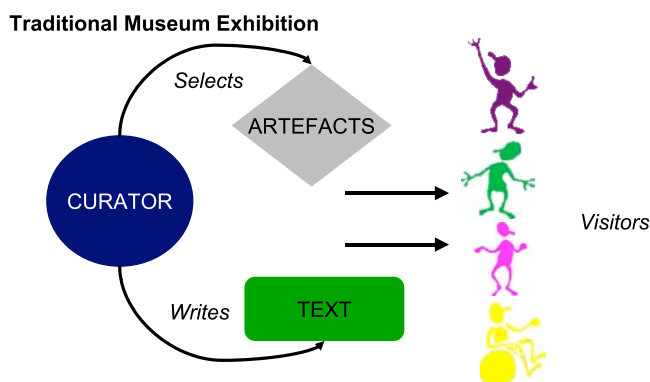 Traditional Museum Exhibition
Selects
ARTEFACTS
CURATOR
Visitors
Writes
TEXT